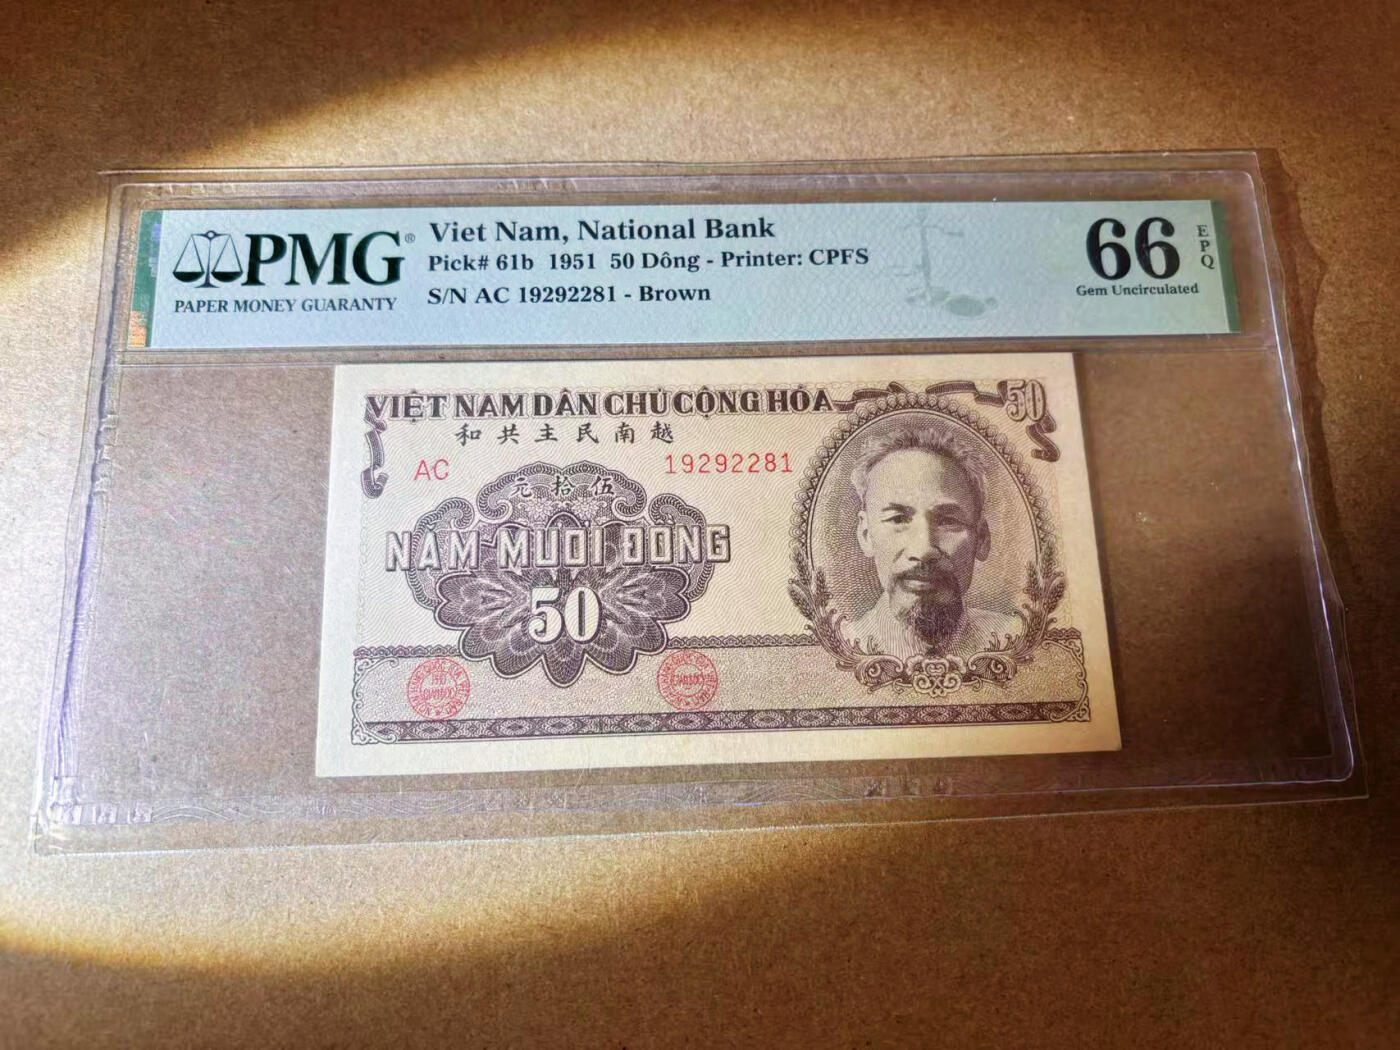 PMG®
PAPER MONEY GUARANTY
Viet Nam, National Bank
Pick# 61b 1951 50 Dông - Printer: CPFS
S/N AC 19292281 - Brown
66 EPQ
Gem Uncirculated
VIỆT NAM DÂN CHỦ CỘNG HÒA 50
和共主民南越
AC 19292281
元拾伍
NĂM MƯƠI ĐỒNG
50